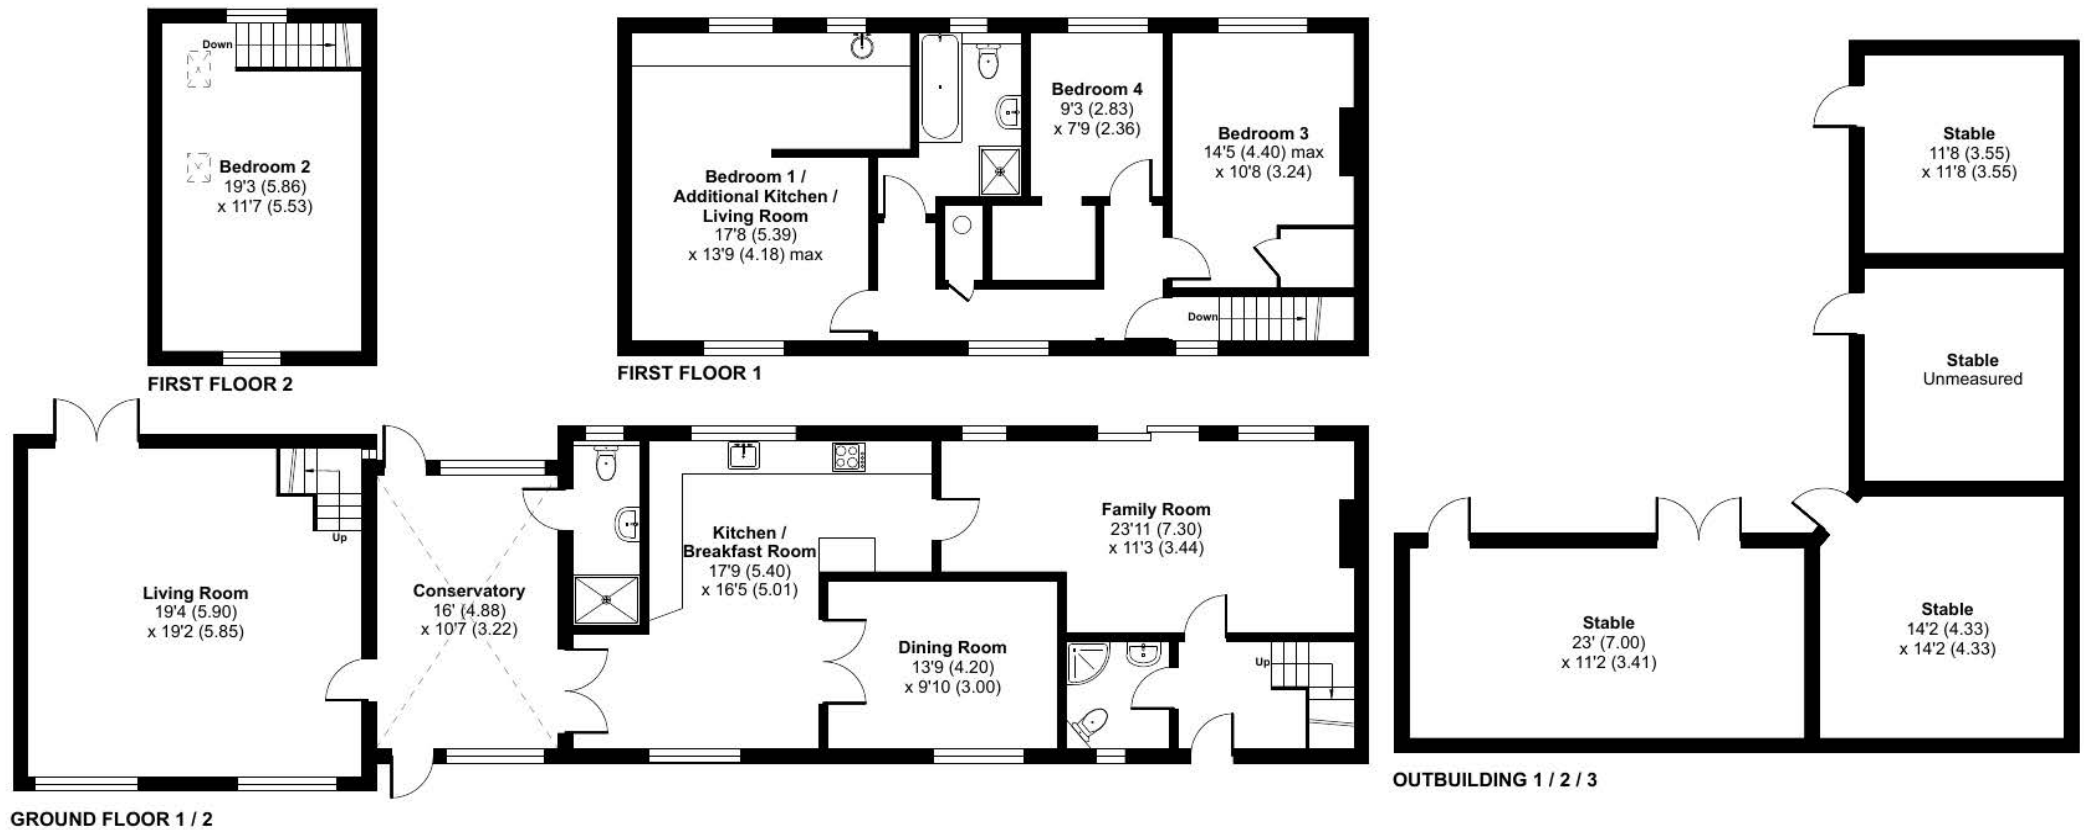 Down
Bedroom 2
19'3 (5.86)
x 11'7 (5.53)
FIRST FLOOR 2
Bedroom 1 /
Additional Kitchen /
Living Room
17'8 (5.39)
x 13'9 (4.18) max
Bedroom 4
9'3 (2.83)
x 7'9 (2.36)
Bedroom 3
14'5 (4.40) max
x 10'8 (3.24)
Down
FIRST FLOOR 1
Stable
11'8 (3.55)
x 11'8 (3.55)
Stable
Unmeasured
Up
Living Room
19'4 (5.90)
x 19'2 (5.85)
Conservatory
16' (4.88)
x 10'7 (3.22)
Kitchen /
Breakfast Room
17'9 (5.40)
x 16'5 (5.01)
Family Room
23'11 (7.30)
x 11'3 (3.44)
Dining Room
13'9 (4.20)
x 9'10 (3.00)
Up
Stable
23' (7.00)
x 11'2 (3.41)
Stable
14'2 (4.33)
x 14'2 (4.33)
OUTBUILDING 1 / 2 / 3
GROUND FLOOR 1 / 2